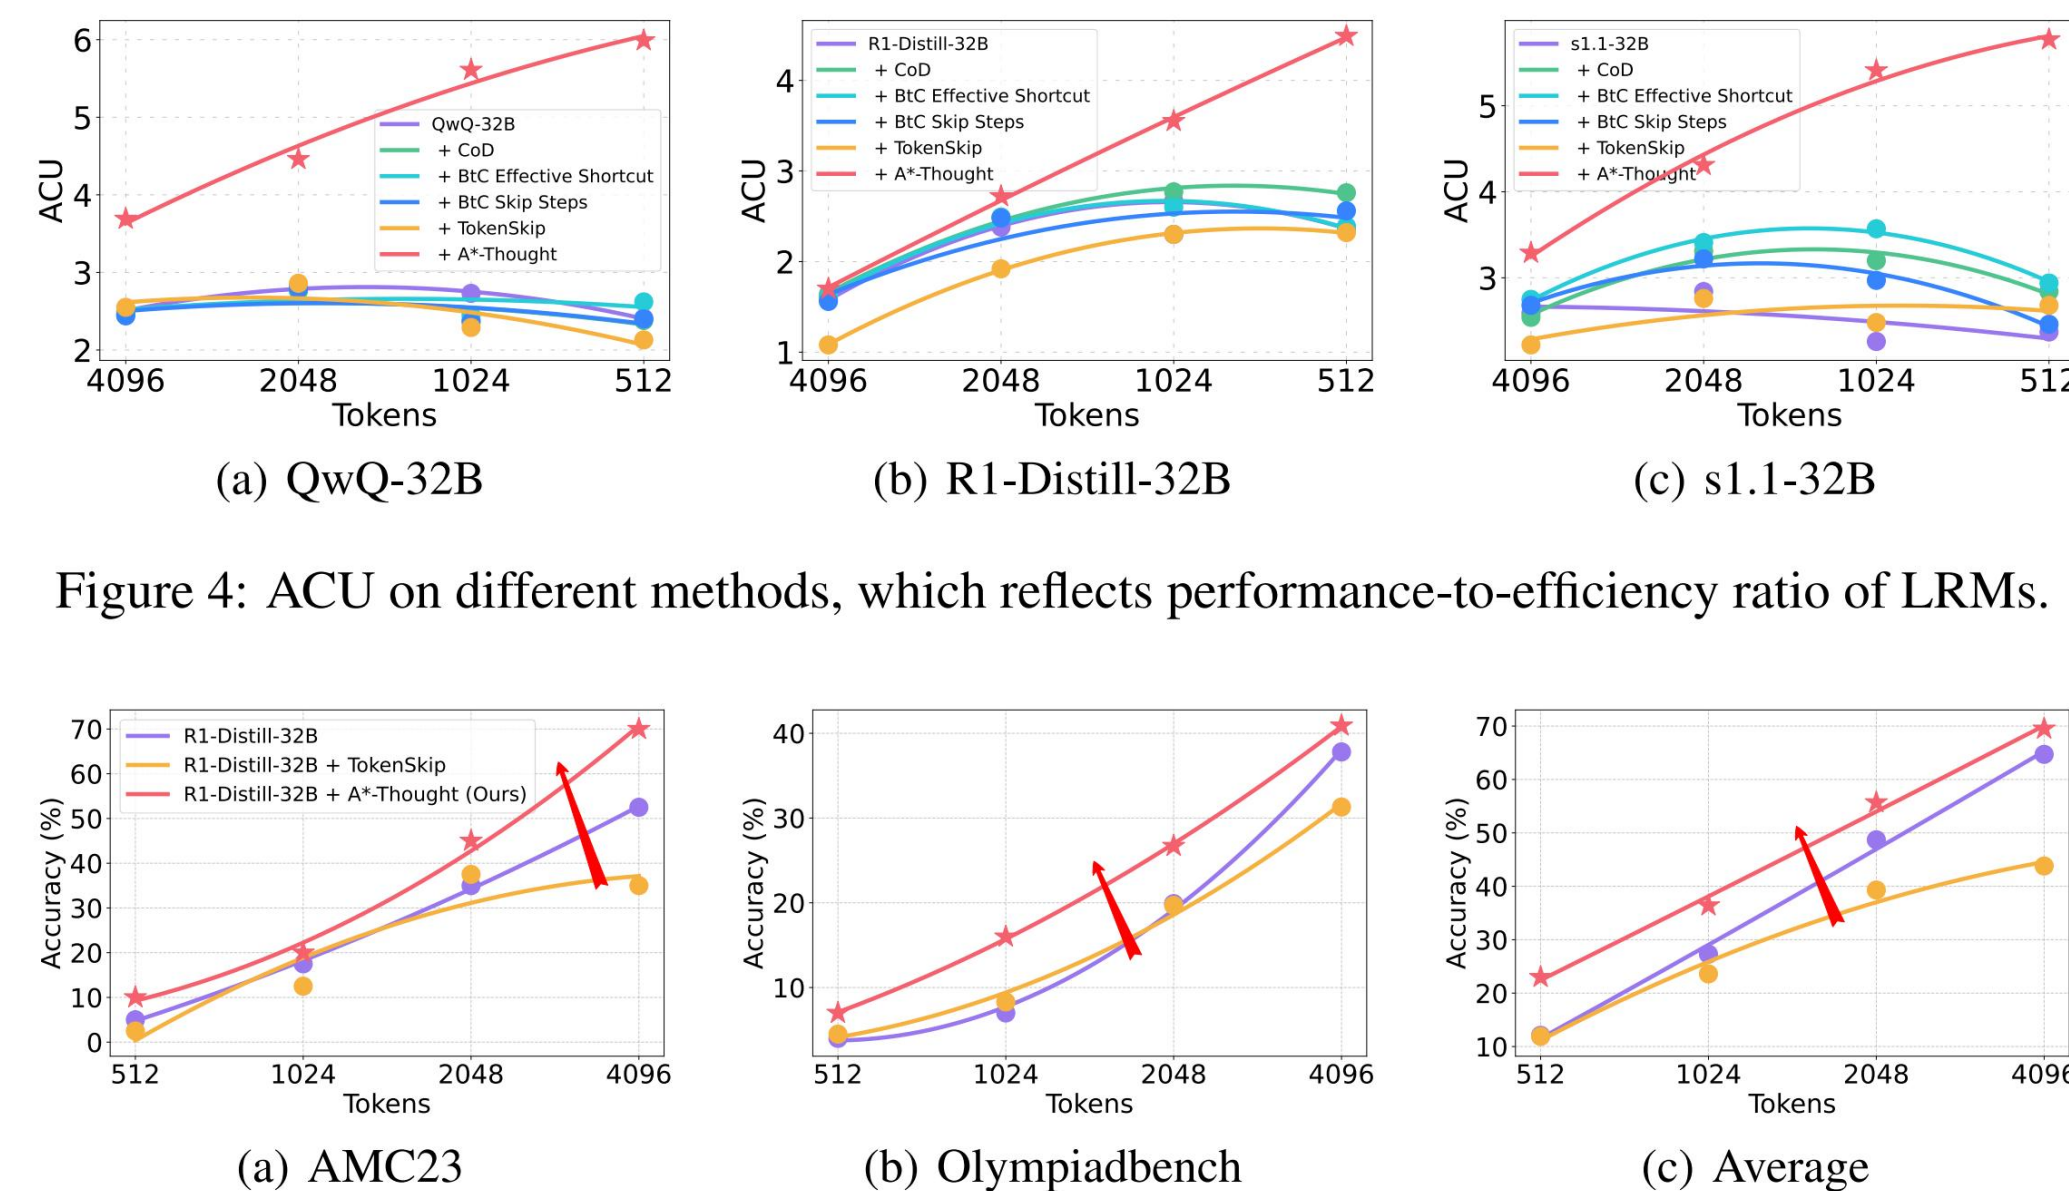 6
5
4
3
2
ACU
QwQ-32B
+ CoD
+ BtC Effective Shortcut
+ BtC Skip Steps
+ TokenSkip
+ A*-Thought
4096 2048 1024 512
Tokens
(a) QwQ-32B
4
3
2
1
ACU
R1-Distill-32B
+ CoD
+ BtC Effective Shortcut
+ BtC Skip Steps
+ TokenSkip
+ A*-Thought
4096 2048 1024 512
Tokens
(b) R1-Distill-32B
5
4
3
ACU
s1.1-32B
+ CoD
+ BtC Effective Shortcut
+ BtC Skip Steps
+ TokenSkip
+ A*-Thought
4096 2048 1024 512
Tokens
(c) s1.1-32B
Figure 4: ACU on different methods, which reflects performance-to-efficiency ratio of LRMs.
70
60
50
40
30
20
10
0
Accuracy (%)
R1-Distill-32B
R1-Distill-32B + TokenSkip
R1-Distill-32B + A*-Thought (Ours)
512 1024 2048 4096
Tokens
(a) AMC23
40
30
20
10
Accuracy (%)
512 1024 2048 4096
Tokens
(b) Olympiadbench
70
60
50
40
30
20
10
Accuracy (%)
512 1024 2048 4096
Tokens
(c) Average